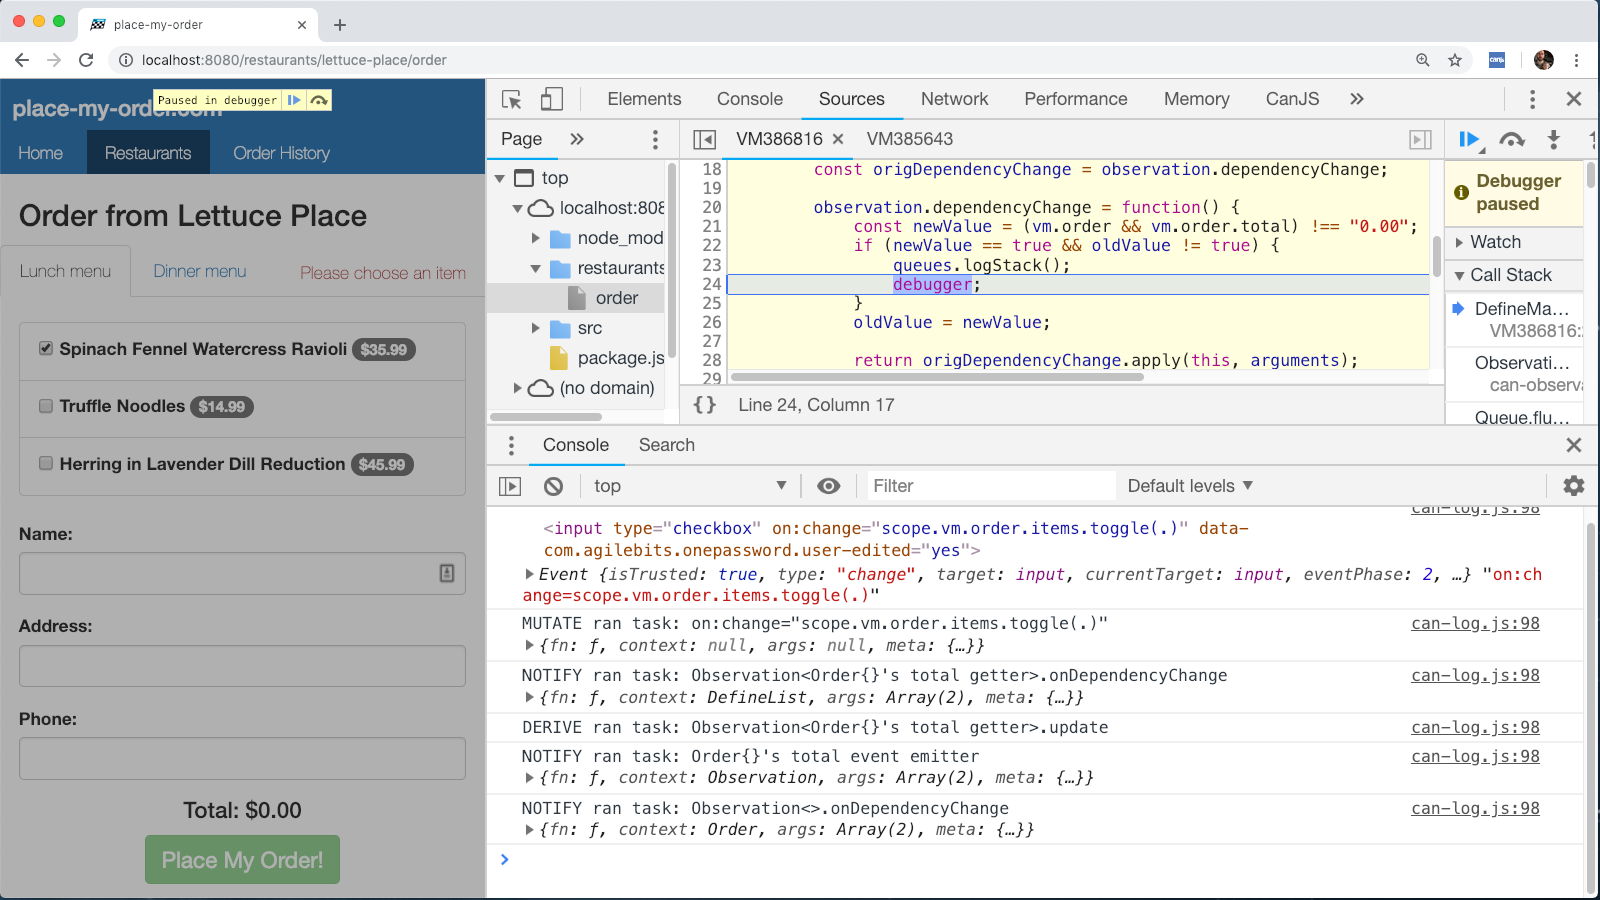 place-my-order
localhost:8080/restaurants/lettuce-place/order
Paused in debugger
place-my-order.com
Home
Restaurants
Order History
Order from Lettuce Place
Lunch menu
Dinner menu
Please choose an item
Spinach Fennel Watercress Ravioli $35.99
Truffle Noodles $14.99
Herring in Lavender Dill Reduction $45.99
Name:
Address:
Phone:
Total: $0.00
Place My Order!
Elements
Console
Sources
Network
Performance
Memory
CanJS
Page
top
localhost:808
node_mod
restaurants
order
src
package.js
(no domain)
VM386816
VM385643
18 const origDependencyChange = observation.dependencyChange;
19
20 observation.dependencyChange = function() {
21 const newValue = (vm.order && vm.order.total) !== "0.00";
22 if (newValue == true && oldValue != true) {
23 queues.logStack();
24 debugger;
25 }
26 oldValue = newValue;
27
28 return origDependencyChange.apply(this, arguments);
29
{} Line 24, Column 17
Debugger
paused
Watch
Call Stack
DefineMa...
VM386816:
Observati...
can-observ
Queue.flu...
Console
Search
top
Filter
Default levels
can-log.js:98
<input type="checkbox" on:change="scope.vm.order.items.toggle(.)" data-
com.agilebits.onepassword.user-edited="yes">
Event {isTrusted: true, type: "change", target: input, currentTarget: input, eventPhase: 2, …} "on:ch
ange=scope.vm.order.items.toggle(.)"
MUTATE ran task: on:change="scope.vm.order.items.toggle(.)" can-log.js:98
{fn: ƒ, context: null, args: null, meta: {…}}
NOTIFY ran task: Observation<Order{}'s total getter>.onDependencyChange can-log.js:98
{fn: ƒ, context: DefineList, args: Array(2), meta: {…}}
DERIVE ran task: Observation<Order{}'s total getter>.update can-log.js:98
NOTIFY ran task: Order{}'s total event emitter can-log.js:98
{fn: ƒ, context: Observation, args: Array(2), meta: {…}}
NOTIFY ran task: Observation<>.onDependencyChange can-log.js:98
{fn: ƒ, context: Order, args: Array(2), meta: {…}}